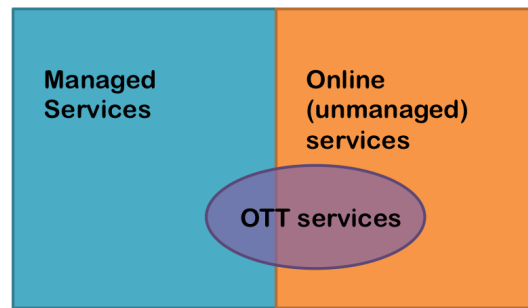 Managed
Services
Online
(unmanaged)
services
OTT services